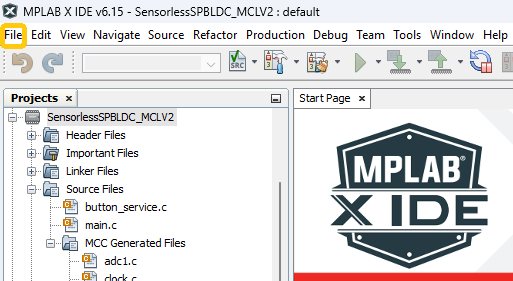 MPLAB X IDE v6.15 - SensorlessSPBLDC_MCLV2 : default
File Edit View Navigate Source Refactor Production Debug Team Tools Window Help
SRC
Projects × Start Page ×
SensorlessSPBLDC_MCLV2
Header Files
Important Files
Linker Files
Source Files
button_service.c
main.c
MCC Generated Files
adc1.c
clock.c
MPLAB®
X IDE